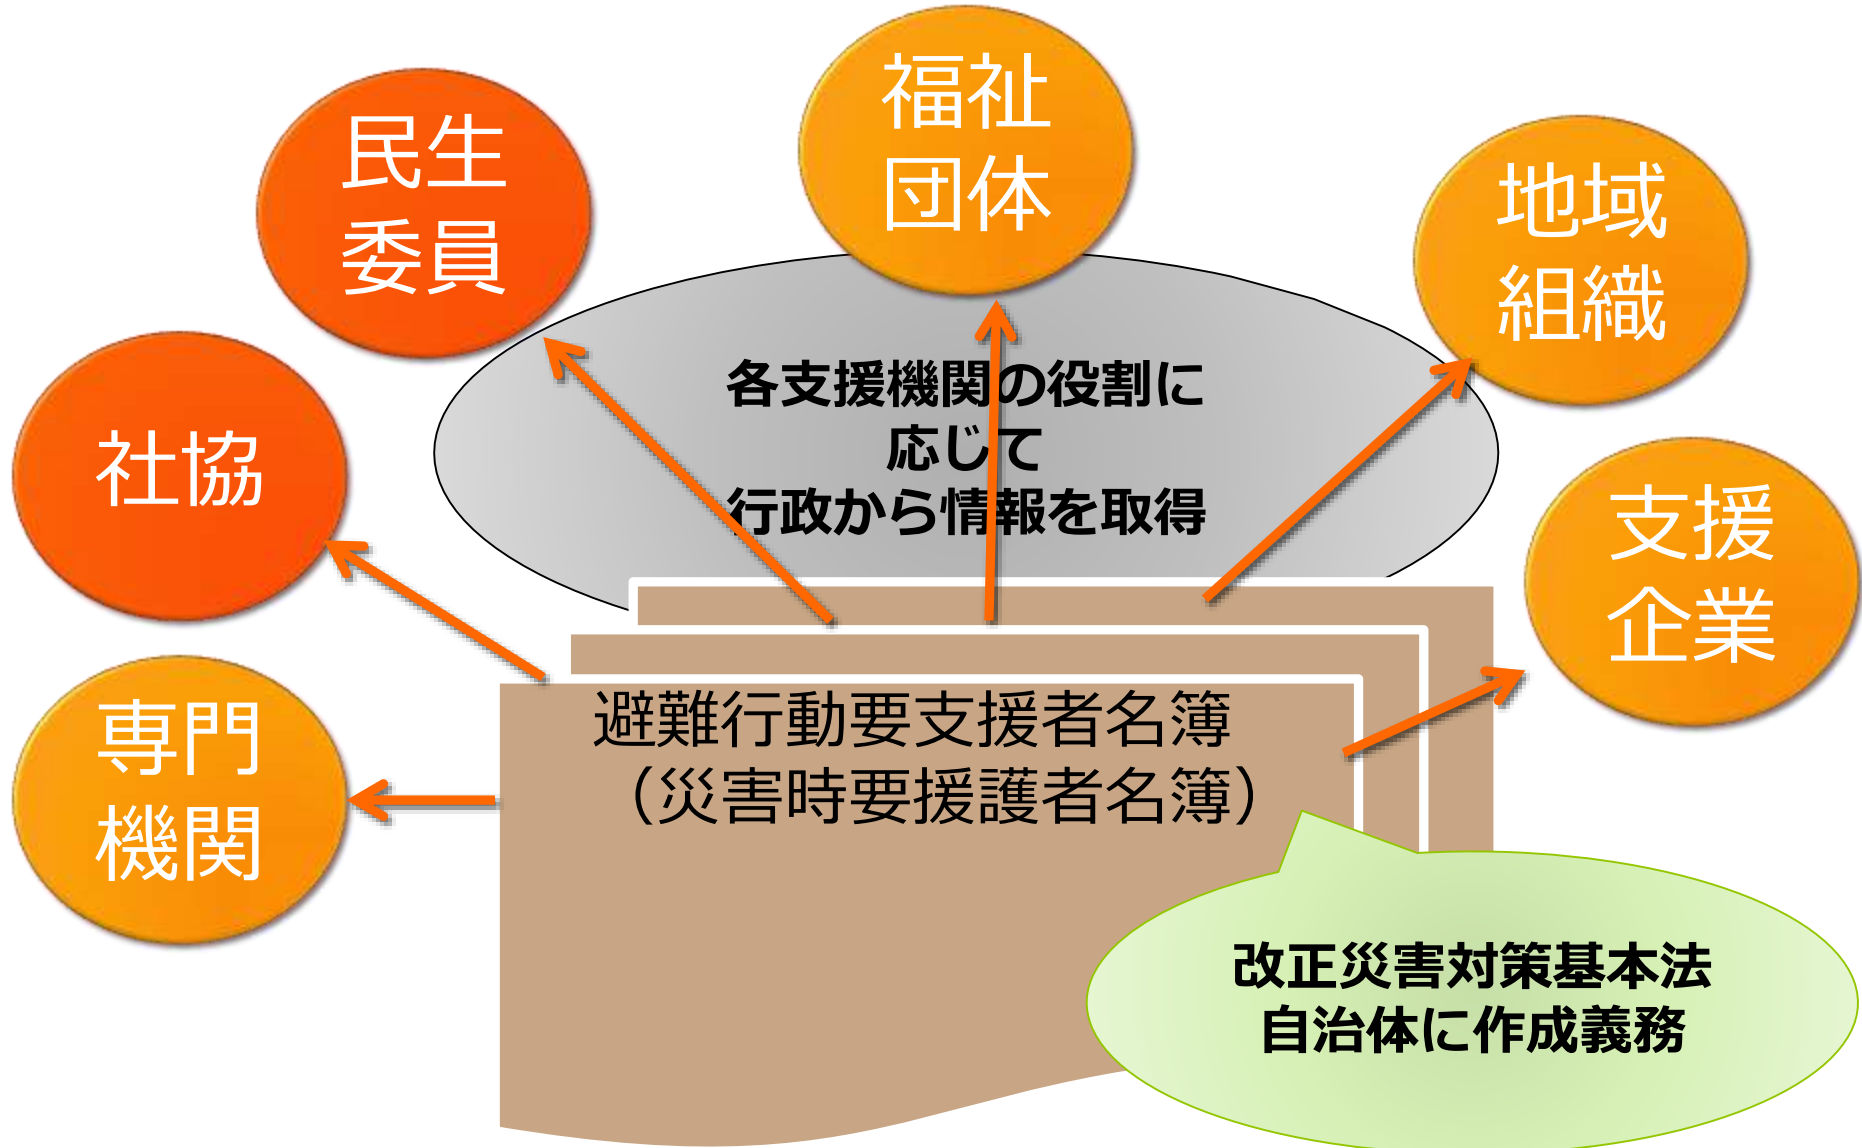 福祉
団体
民生
委員
地域
組織
社協
各支援機関の役割に
応じて
行政から情報を取得
支援
企業
専門
機関
避難行動要支援者名簿
（災害時要援護者名簿）
改正災害対策基本法
自治体に作成義務